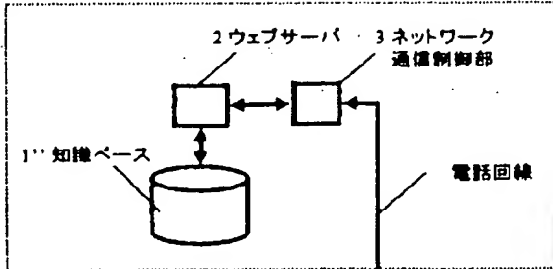 2 ウェブサーバ
3 ネットワーク
通信制御部
1'' 知識ベース
電話回線